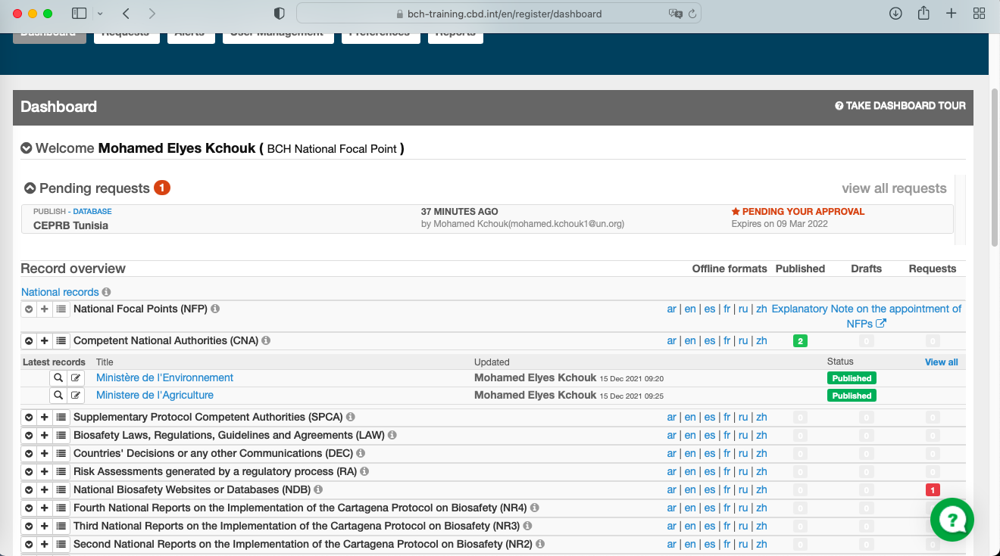 bch-training.cbd.int/en/register/dashboard
Dashboard Requests Alerts User Management Preferences Reports
Dashboard TAKE DASHBOARD TOUR
Welcome Mohamed Elyes Kchouk ( BCH National Focal Point )
Pending requests 1 view all requests
PUBLISH - DATABASE 37 MINUTES AGO PENDING YOUR APPROVAL
CEPRB Tunisia by Mohamed Kchouk(mohamed.kchouk1@un.org) Expires on 09 Mar 2022
Record overview Offline formats Published Drafts Requests
National records
National Focal Points (NFP) ar | en | es | fr | ru | zh Explanatory Note on the appointment of
NFPs
Competent National Authorities (CNA) ar | en | es | fr | ru | zh 2 0 0
Latest records Title Updated Status View all
Ministère de l'Environnement Mohamed Elyes Kchouk 15 Dec 2021 09:20 Published
Ministere de l'Agriculture Mohamed Elyes Kchouk 15 Dec 2021 09:25 Published
Supplementary Protocol Competent Authorities (SPCA) ar | en | es | fr | ru | zh 0 0 0
Biosafety Laws, Regulations, Guidelines and Agreements (LAW) ar | en | es | fr | ru | zh 0 0 0
Countries' Decisions or any other Communications (DEC) ar | en | es | fr | ru | zh 0 0 0
Risk Assessments generated by a regulatory process (RA) ar | en | es | fr | ru | zh 0 0 0
National Biosafety Websites or Databases (NDB) ar | en | es | fr | ru | zh 0 0 1
Fourth National Reports on the Implementation of the Cartagena Protocol on Biosafety (NR4) ar | en | es | fr | ru | zh 0 0 0
Third National Reports on the Implementation of the Cartagena Protocol on Biosafety (NR3) ar | en | es | fr | ru | zh 0 0
Second National Reports on the Implementation of the Cartagena Protocol on Biosafety (NR2) ar | en | es | fr | ru | zh 0 0 0